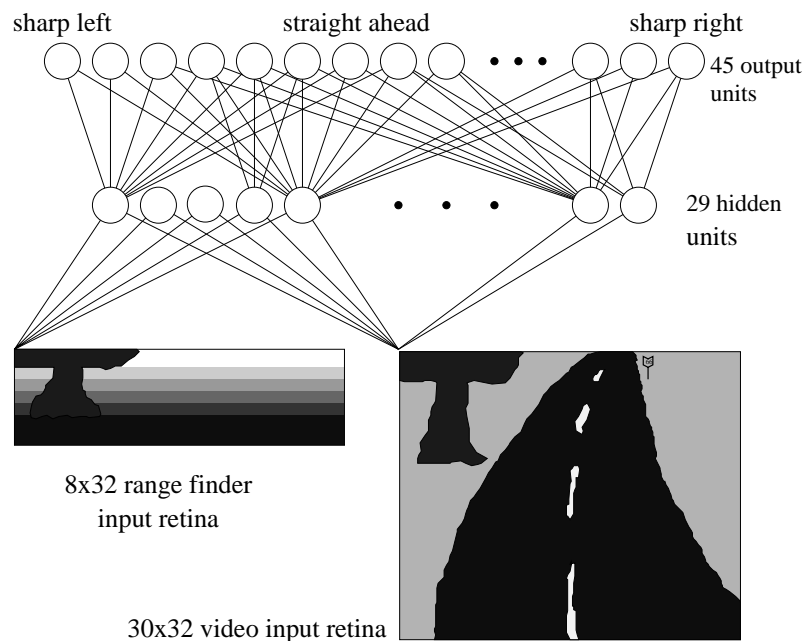 sharp left straight ahead sharp right
45 output
units
29 hidden
units
8x32 range finder
input retina
30x32 video input retina